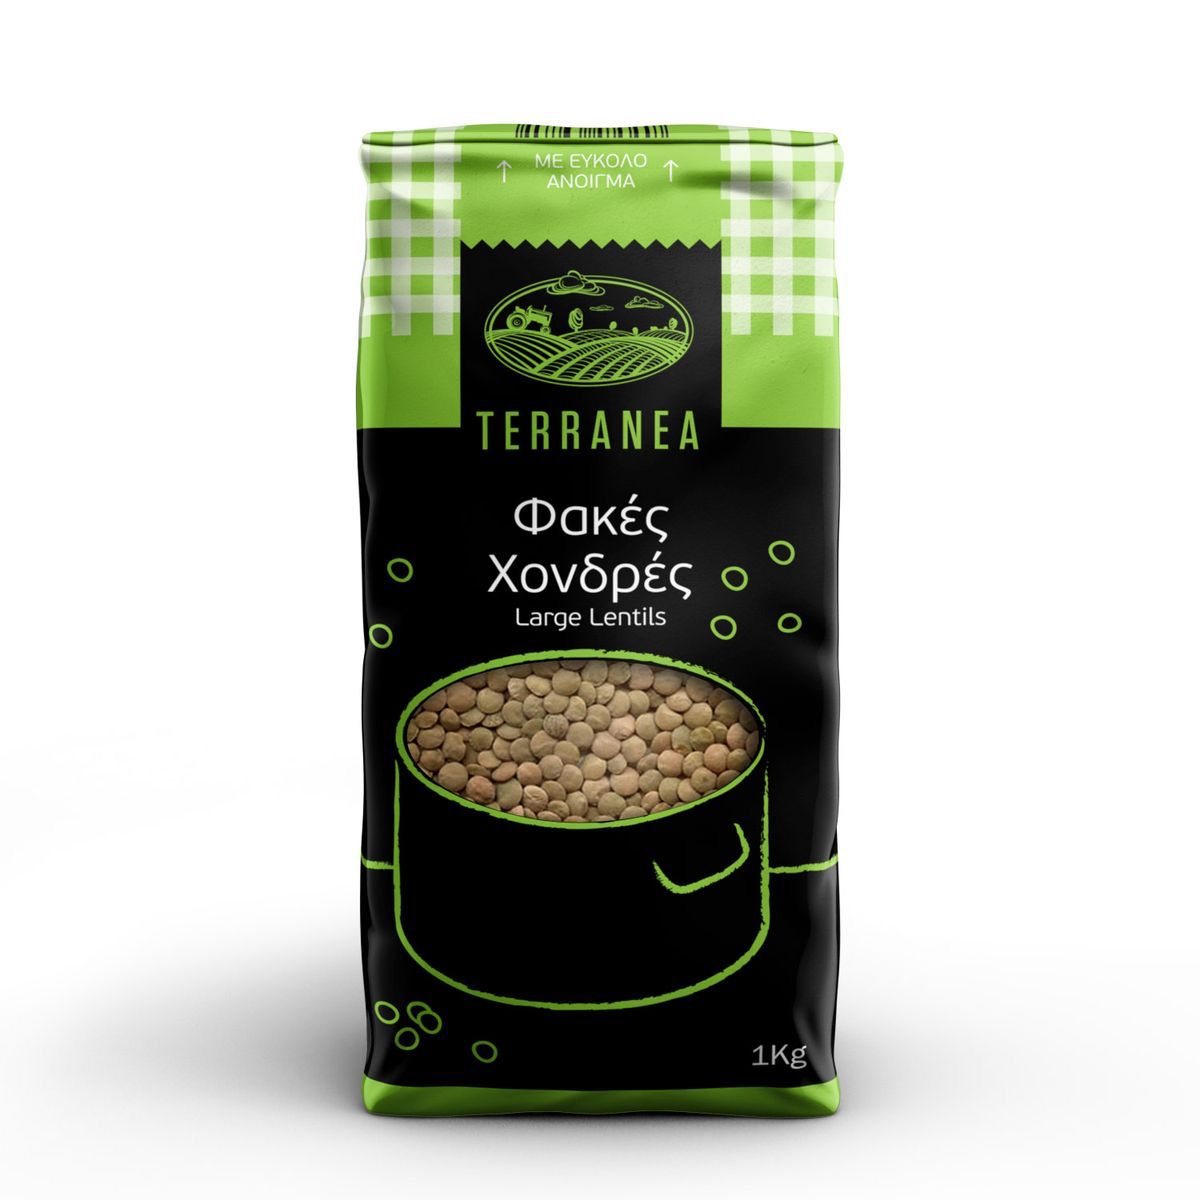 ΜΕ ΕΥΚΟΛΟ
ΑΝΟΙΓΜΑ
TERRANEA
Φακές
Χονδρές
Large Lentils
1Kg